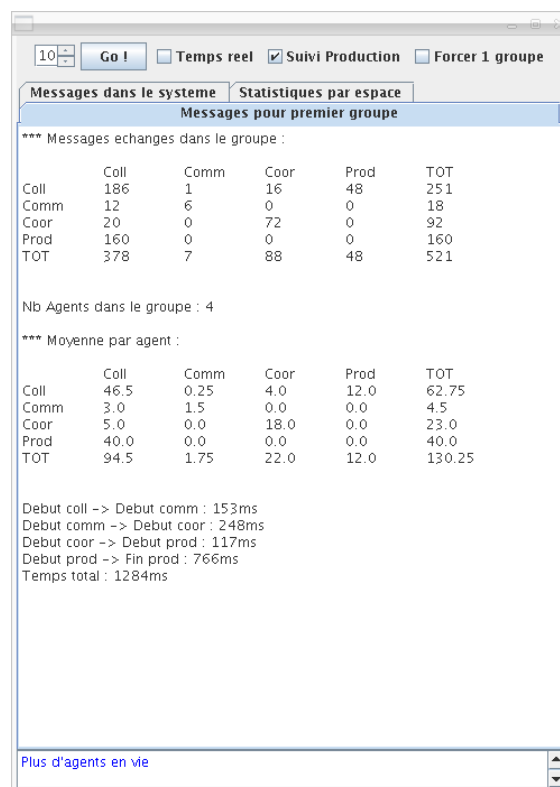 10 Go ! Temps reel Suivi Production Forcer 1 groupe
Messages dans le systeme Statistiques par espace
Messages pour premier groupe
*** Messages echanges dans le groupe :
Coll Comm Coor Prod TOT
Coll 186 1 16 48 251
Comm 12 6 0 0 18
Coor 20 0 72 0 92
Prod 160 0 0 0 160
TOT 378 7 88 48 521
Nb Agents dans le groupe : 4
*** Moyenne par agent :
Coll Comm Coor Prod TOT
Coll 46.5 0.25 4.0 12.0 62.75
Comm 3.0 1.5 0.0 0.0 4.5
Coor 5.0 0.0 18.0 0.0 23.0
Prod 40.0 0.0 0.0 0.0 40.0
TOT 94.5 1.75 22.0 12.0 130.25
Debut coll -> Debut comm : 153ms
Debut comm -> Debut coor : 248ms
Debut coor -> Debut prod : 117ms
Debut prod -> Fin prod : 766ms
Temps total : 1284ms
Plus d'agents en vie